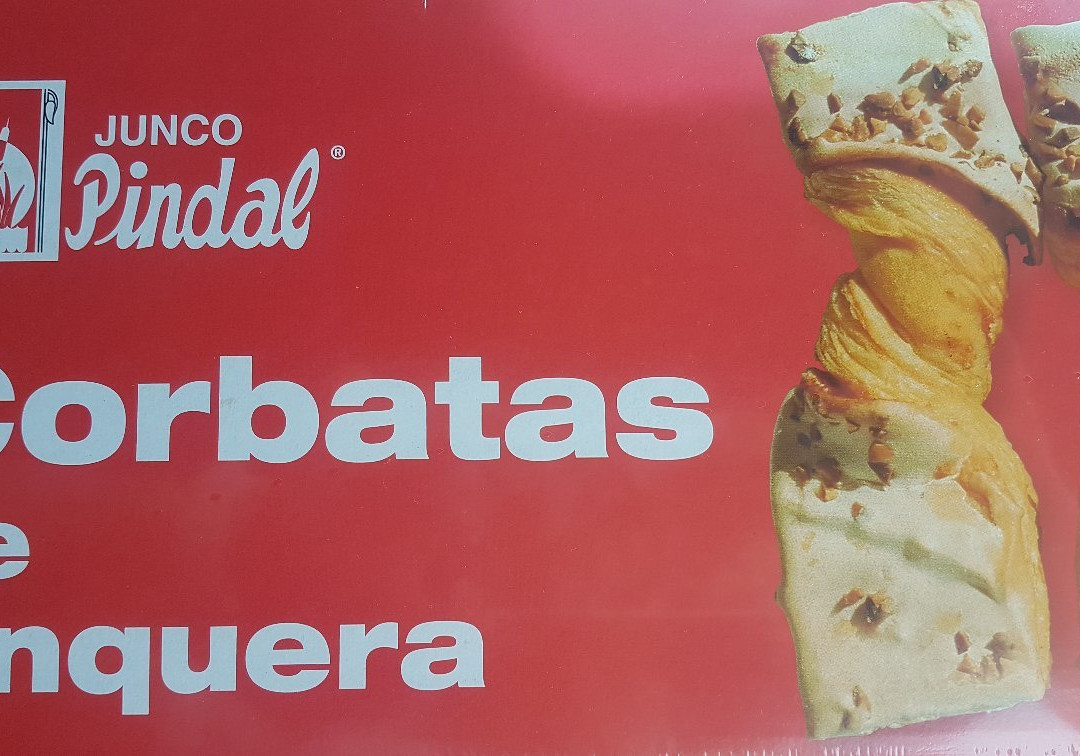 JUNCO
Pindal®
Corbatas
e
nquera